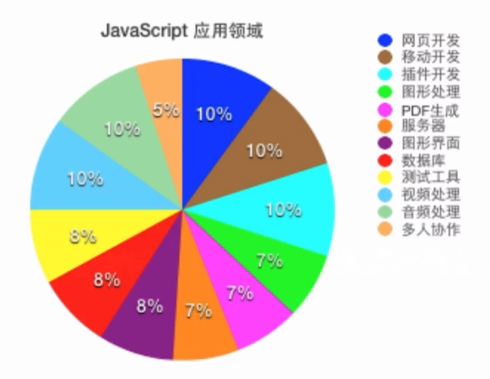 JavaScript 应用领域
网页开发
移动开发
插件开发
图形处理
PDF生成
服务器
图形界面
数据库
测试工具
视频处理
音频处理
多人协作
10%
10%
10%
7%
7%
7%
8%
8%
8%
10%
10%
5%